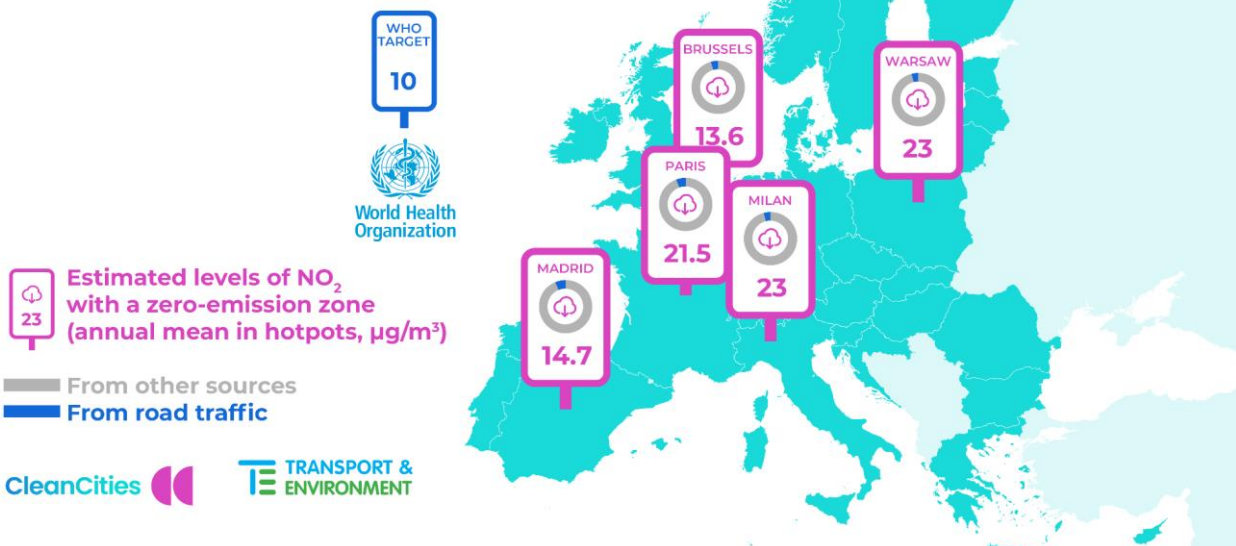 WHO
TARGET
10
World Health
Organization
BRUSSELS
13.6
WARSAW
23
PARIS
21.5
MILAN
23
MADRID
14.7
23
Estimated levels of NO₂
with a zero-emission zone
(annual mean in hotpots, µg/m³)
From other sources
From road traffic
CleanCities
TE TRANSPORT &
ENVIRONMENT